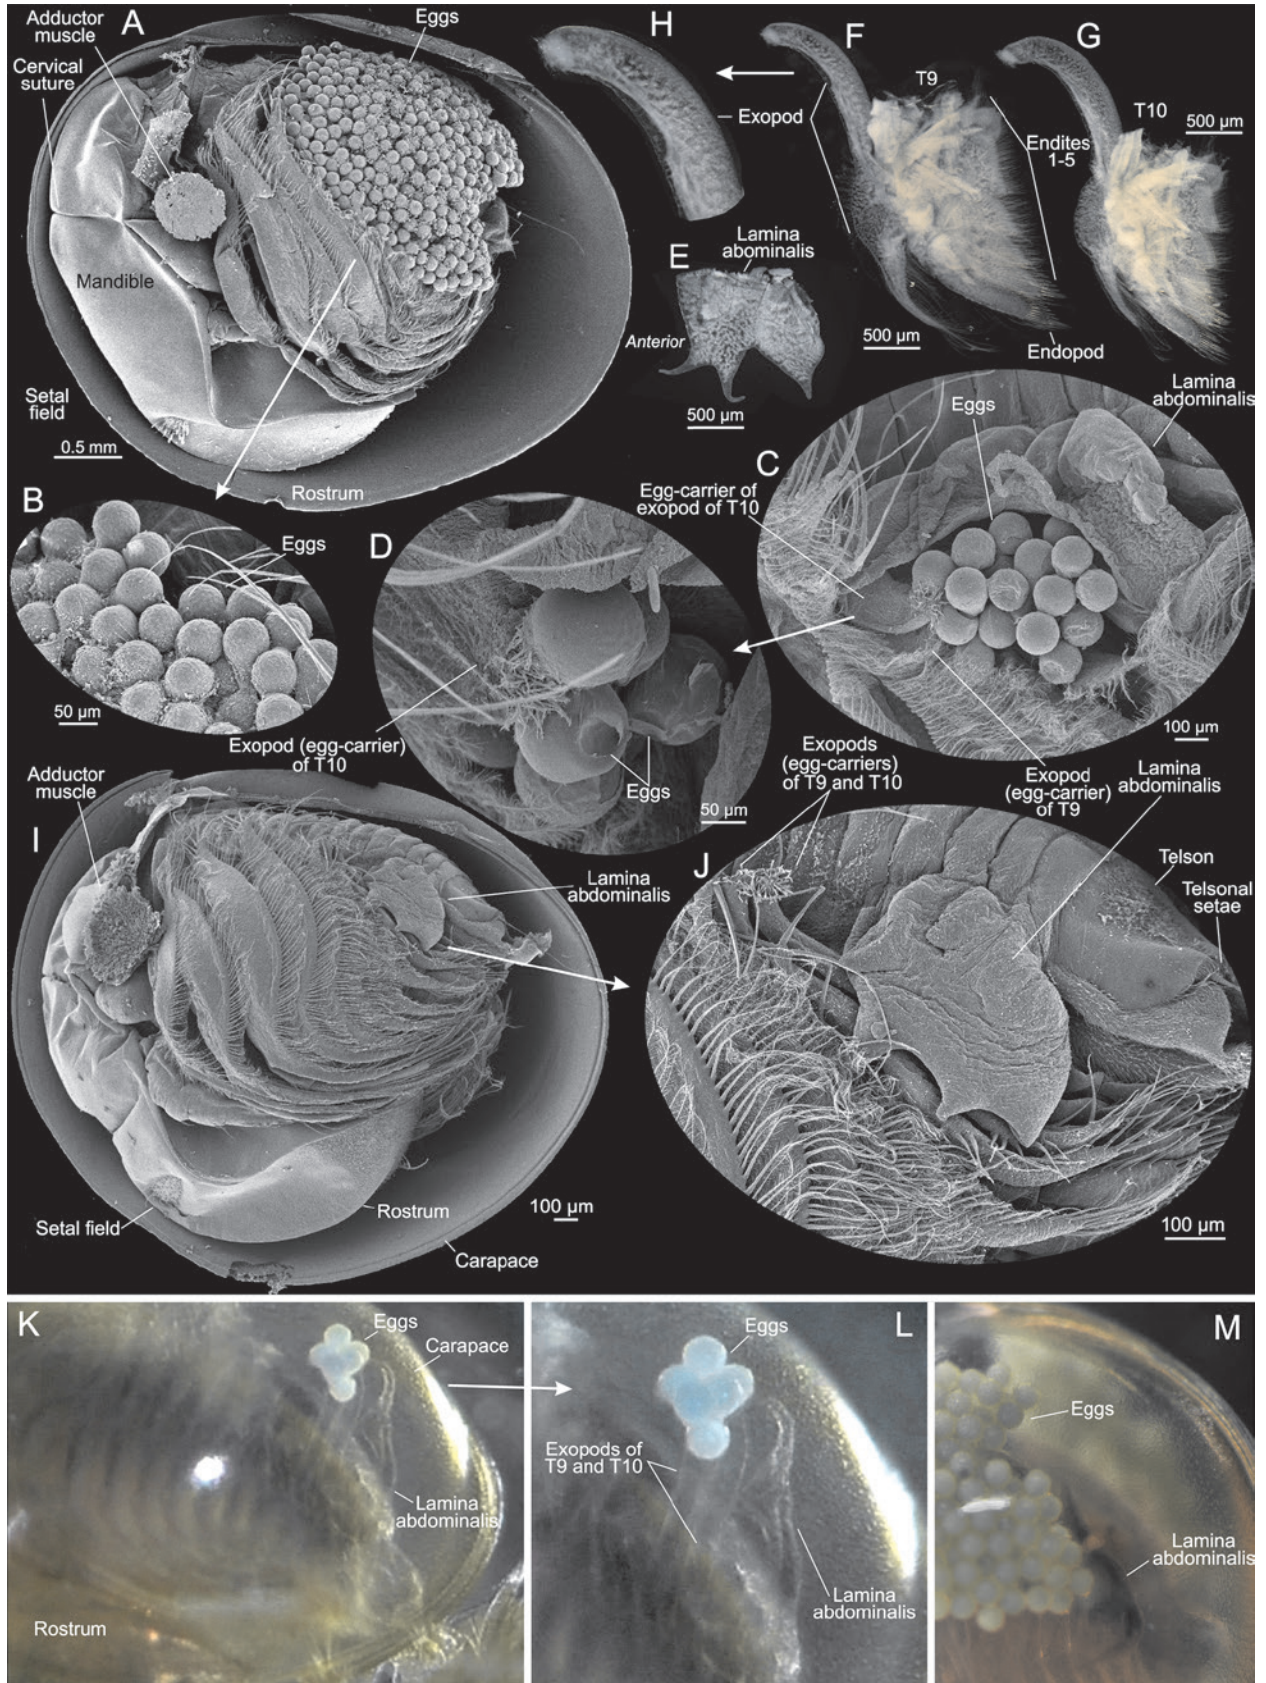 A
Adductor
muscle
Cervical
suture
Eggs
Mandible
Setal
field
0.5 mm
Rostrum
H
Exopod
F
T9
G
T10
500 µm
Endites
1-5
500 µm
Endopod
E
Lamina
abominalis
Anterior
500 µm
B
Eggs
50 µm
D
Exopod (egg-carrier)
of T10
Eggs
50 µm
C
Eggs
Lamina
abdominalis
Egg-carrier of
exopod of T10
100 µm
Exopod
(egg-carrier)
of T9
I
Adductor
muscle
Lamina
abdominalis
Setal field
Rostrum
Carapace
100 µm
J
Exopods
(egg-carriers)
of T9 and T10
Lamina
abdominalis
Telson
Telsonal
setae
100 µm
K
Eggs
Carapace
Lamina
abdominalis
Rostrum
L
Eggs
Exopods of
T9 and T10
Lamina
abdominalis
M
Eggs
Lamina
abdominalis